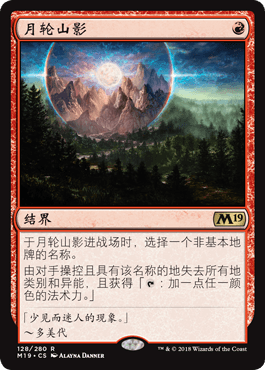 月轮山影
结界
M19
于月轮山影进战场时，选择一个非基本地
牌的名称。
由对手操控且具有该名称的地失去所有地
类别和异能，且获得「 ：加一点任一颜
色的法术力。」
「少见而迷人的现象。」
～多美代
128/280 R
M19 • CS ALAYNA DANNER
™ & © 2018 Wizards of the Coast